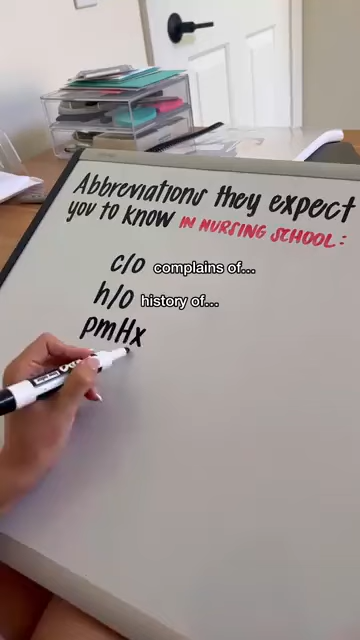 Abbreviations they expect
you to know IN NURSING SCHOOL:
c/o complains of...
h/o history of...
pmHx